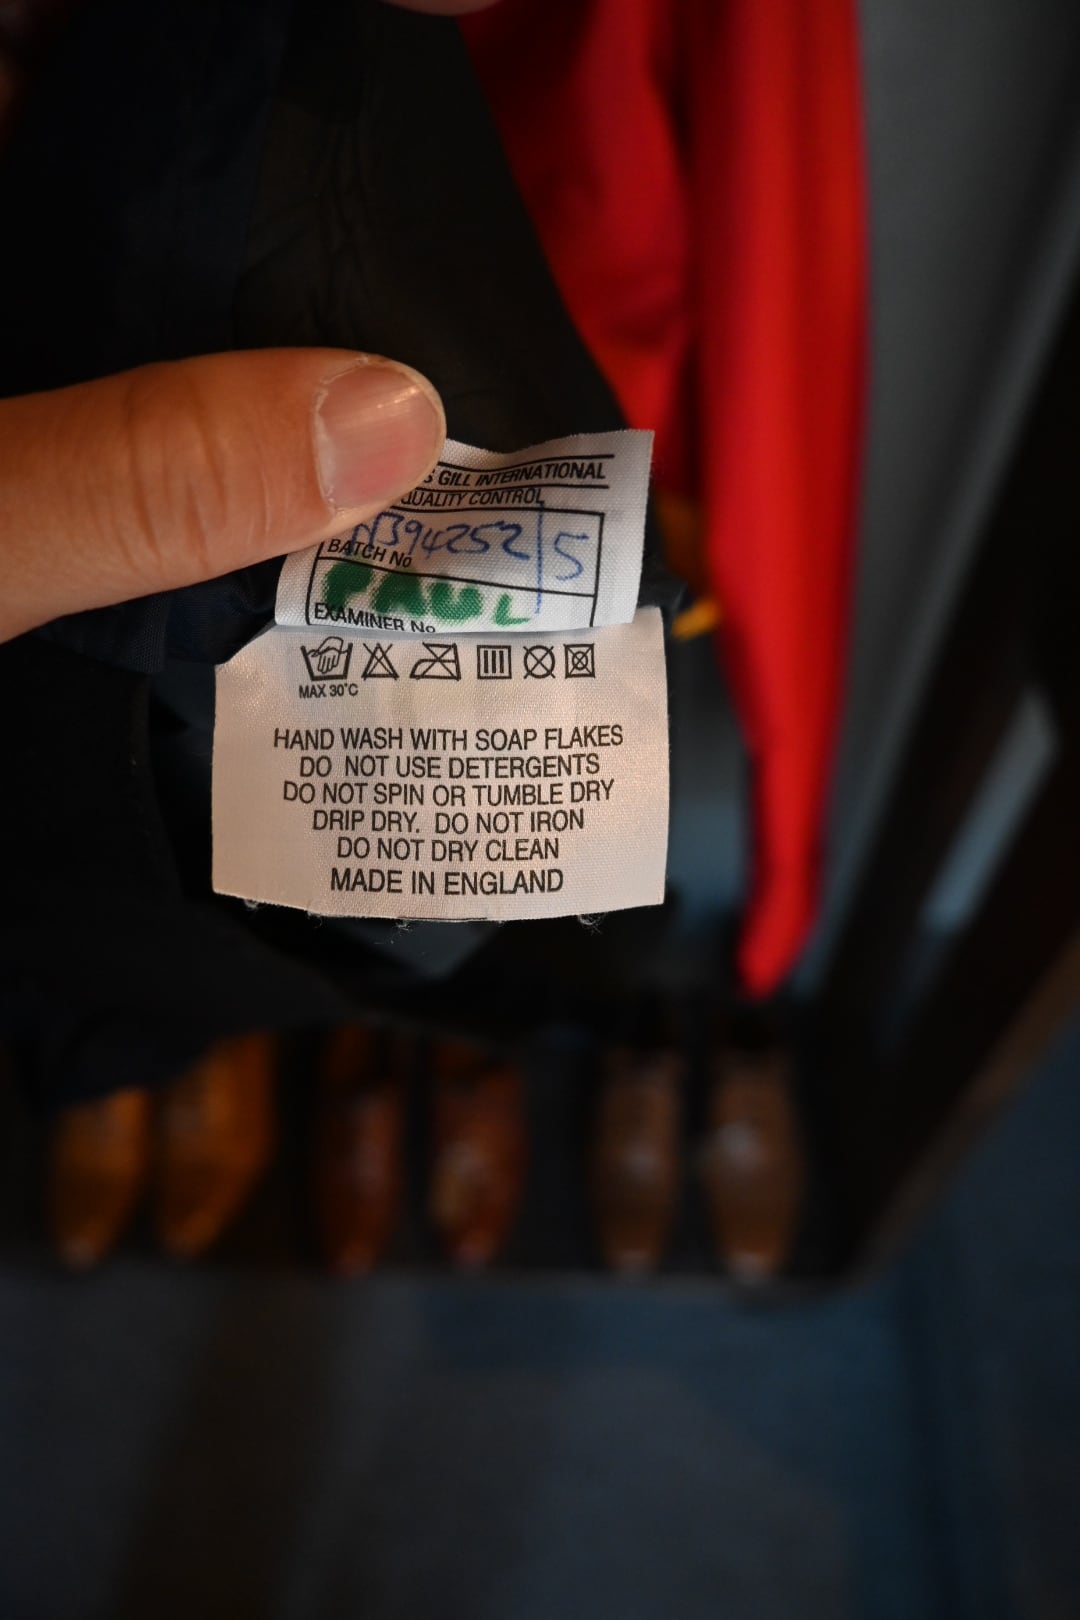 GILL INTERNATIONAL
QUALITY CONTROL
N394252 5
BATCH No
PAUL
EXAMINER No
MAX 30°C
HAND WASH WITH SOAP FLAKES
DO NOT USE DETERGENTS
DO NOT SPIN OR TUMBLE DRY
DRIP DRY. DO NOT IRON
DO NOT DRY CLEAN
MADE IN ENGLAND